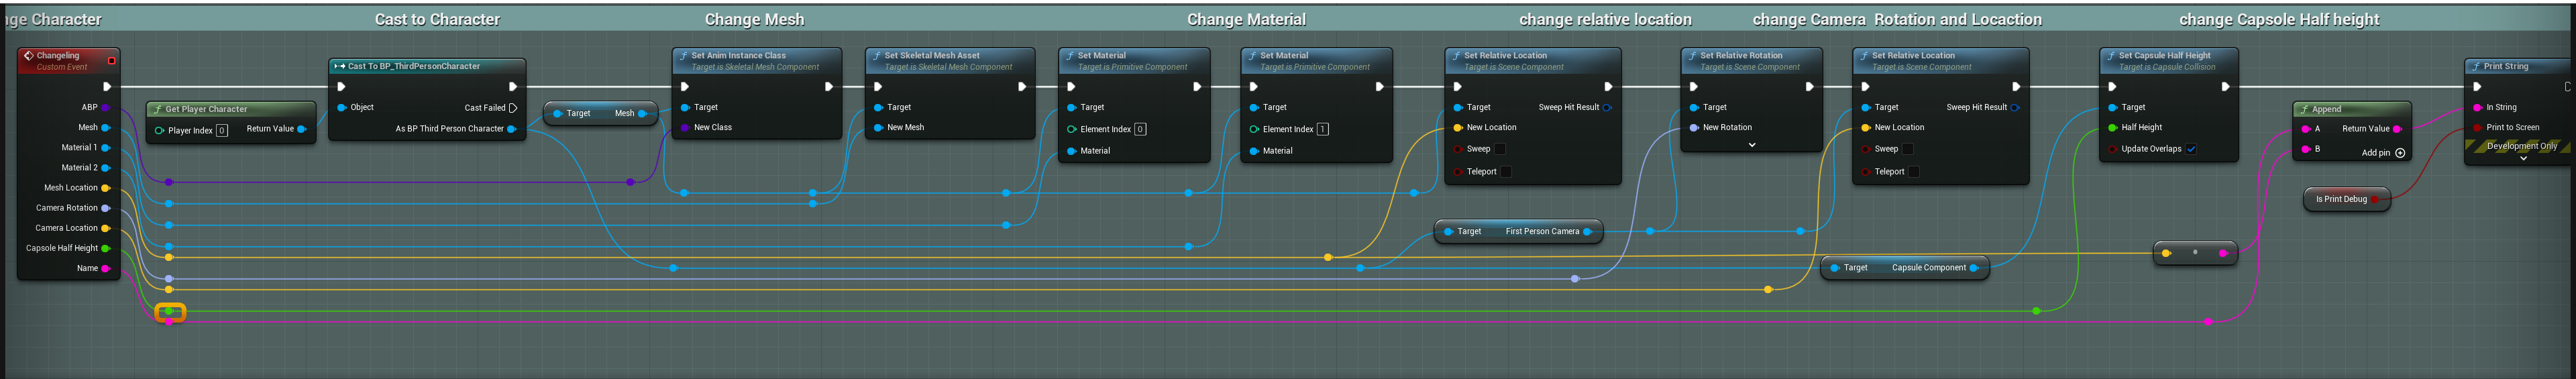 nge Character
Cast to Character
Change Mesh
Change Material
change relative location
change Camera Rotation and Locaction
change Capsule Half height
Changeling
Custom Event
ABP
Mesh
Material 1
Material 2
Mesh Location
Camera Rotation
Camera Location
Capsule Half Height
Name
Get Player Character
Player Index 0
Return Value
Cast To BP_ThirdPersonCharacter
Object
Cast Failed
As BP Third Person Character
Target
Mesh
Set Anim Instance Class
Target is Skeletal Mesh Component
Target
New Class
Set Skeletal Mesh Asset
Target is Skeletal Mesh Component
Target
New Mesh
Set Material
Target is Primitive Component
Target
Element Index 0
Material
Set Material
Target is Primitive Component
Target
Element Index 1
Material
Set Relative Location
Target is Scene Component
Target
Sweep Hit Result
New Location
Sweep
Teleport
Target
First Person Camera
Set Relative Rotation
Target is Scene Component
Target
New Rotation
Set Relative Location
Target is Scene Component
Target
Sweep Hit Result
New Location
Sweep
Teleport
Target
Capsule Component
Set Capsule Half Height
Target is Capsule Collision
Target
Half Height
Update Overlaps
Append
A
Return Value
B
Add pin
Is Print Debug
Print String
In String
Print to Screen
Development Only